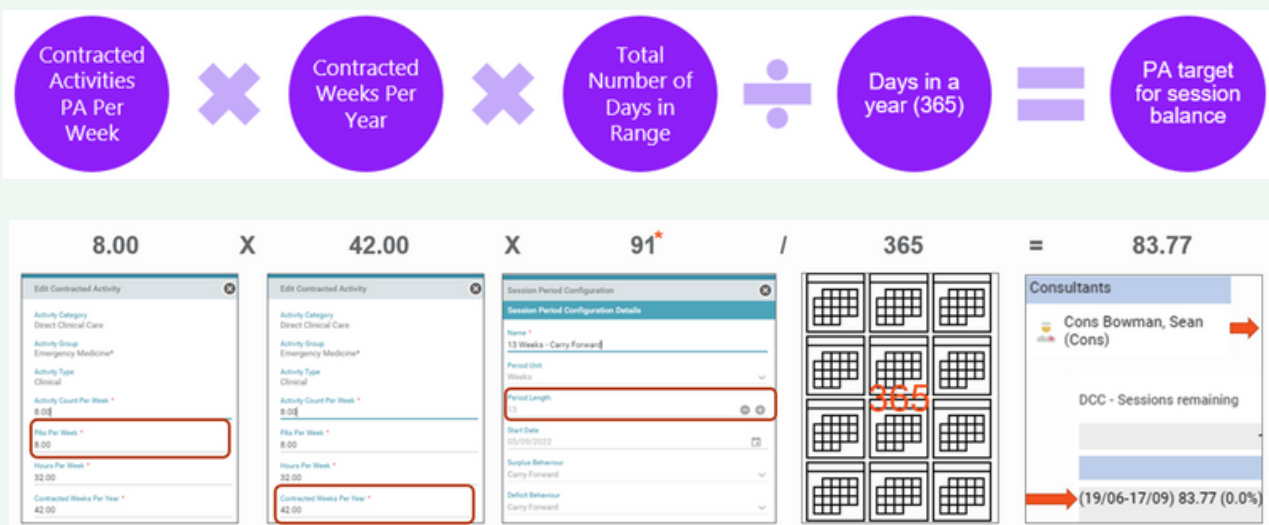 Contracted
Activities
PA Per
Week
Contracted
Weeks Per
Year
Total
Number of
Days in
Range
Days in a
year (365)
PA target
for session
balance
8.00 X 42.00 X 91* / 365 = 83.77
Edit Contracted Activity
Activity Category
Direct Clinical Care
Activity Group
Emergency Medicine*
Activity Type
Clinical
Activity Count Per Week *
8.00
PAs Per Week *
8.00
Hours Per Week *
32.00
Contracted Weeks Per Year *
42.00
Edit Contracted Activity
Activity Category
Direct Clinical Care
Activity Group
Emergency Medicine*
Activity Type
Clinical
Activity Count Per Week *
8.00
PAs Per Week *
8.00
Hours Per Week *
32.00
Contracted Weeks Per Year *
42.00
Session Period Configuration
Session Period Configuration Details
Name *
13 Weeks - Carry Forward
Period Unit
Weeks
Period Length
13
Start Date
05/09/2022
Surplus Behaviour
Carry Forward
Deficit Behaviour
Carry Forward
365
Consultants
Cons Bowman, Sean
(Cons)
DCC - Sessions remaining
(19/06-17/09) 83.77 (0.0%)